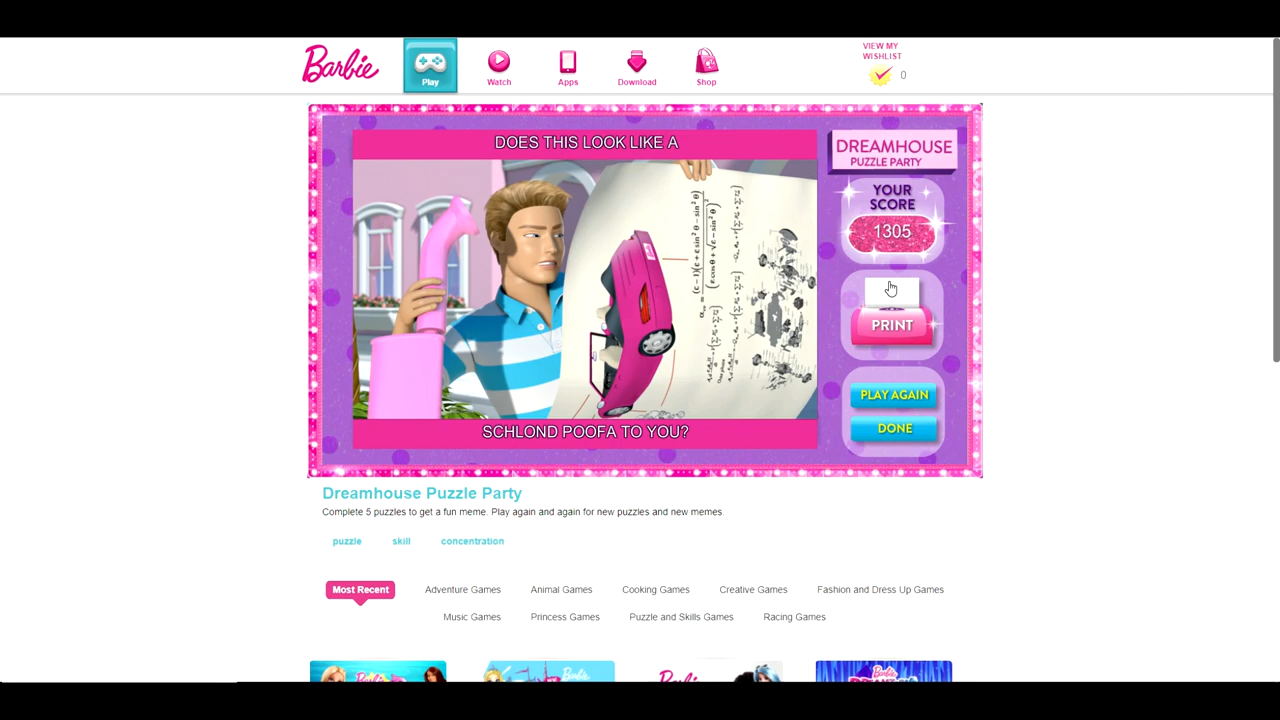 Barbie
Play
Watch
Apps
Download
Shop
VIEW MY
WISHLIST
0
DOES THIS LOOK LIKE A
SCHLOND POOFA TO YOU?
DREAMHOUSE
PUZZLE PARTY
YOUR
SCORE
1305
PRINT
PLAY AGAIN
DONE
Dreamhouse Puzzle Party
Complete 5 puzzles to get a fun meme. Play again and again for new puzzles and new memes.
puzzle skill concentration
Most Recent Adventure Games Animal Games Cooking Games Creative Games Fashion and Dress Up Games
Music Games Princess Games Puzzle and Skills Games Racing Games
Barbie
Barbie
Barbie